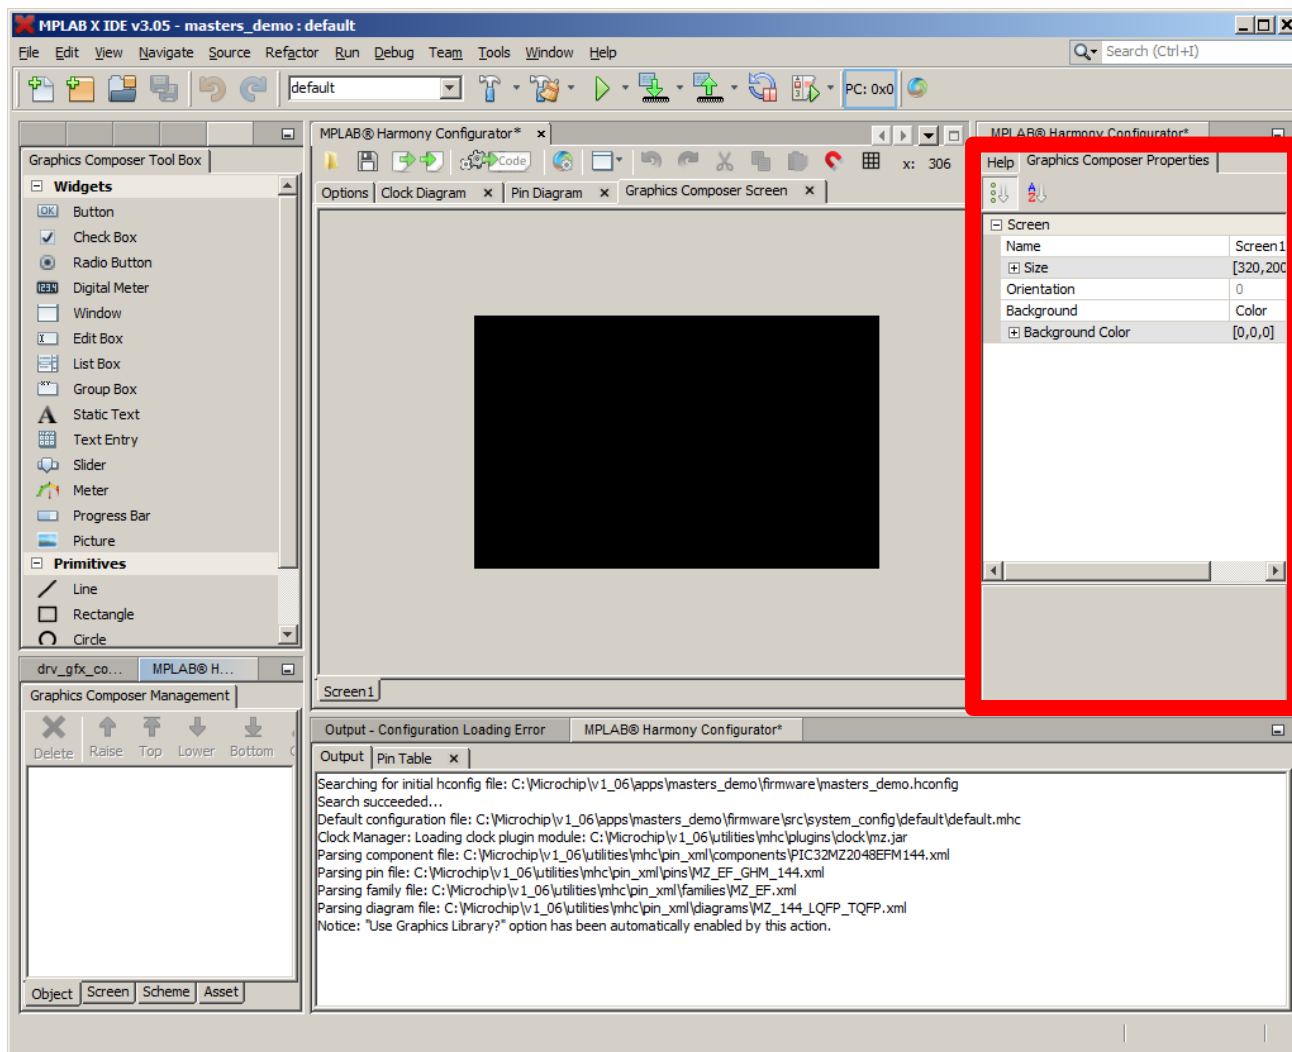 MPLAB X IDE v3.05 - masters_demo : default
File Edit View Navigate Source Refactor Run Debug Team Tools Window Help
Search (Ctrl+I)
default
PC: 0x0
Graphics Composer Tool Box
Widgets
Button
Check Box
Radio Button
Digital Meter
Window
Edit Box
List Box
Group Box
Static Text
Text Entry
Slider
Meter
Progress Bar
Picture
Primitives
Line
Rectangle
Circle
MPLAB® Harmony Configurator*
Code
x: 306
Options Clock Diagram Pin Diagram Graphics Composer Screen
Screen1
MPLAB® Harmony Configurator*
Help Graphics Composer Properties
Screen
Name Screen1
Size [320,200
Orientation 0
Background Color
Background Color [0,0,0]
drv_gfx_co... MPLAB® H...
Graphics Composer Management
Delete Raise Top Lower Bottom
Object Screen Scheme Asset
Output - Configuration Loading Error MPLAB® Harmony Configurator*
Output Pin Table
Searching for initial hconfig file: C:\Microchip\v1_06\apps\masters_demo\firmware\masters_demo.hconfig
Search succeeded...
Default configuration file: C:\Microchip\v1_06\apps\masters_demo\firmware\src\system_config\default\default.mhc
Clock Manager: Loading clock plugin module: C:\Microchip\v1_06\utilities\mhc\plugins\clock\mz.jar
Parsing component file: C:\Microchip\v1_06\utilities\mhc\pin_xml\components\PIC32MZ2048EFM144.xml
Parsing pin file: C:\Microchip\v1_06\utilities\mhc\pin_xml\pins\MZ_EF_GHM_144.xml
Parsing family file: C:\Microchip\v1_06\utilities\mhc\pin_xml\families\MZ_EF.xml
Parsing diagram file: C:\Microchip\v1_06\utilities\mhc\pin_xml\diagrams\MZ_144_LQFP_TQFP.xml
Notice: "Use Graphics Library?" option has been automatically enabled by this action.